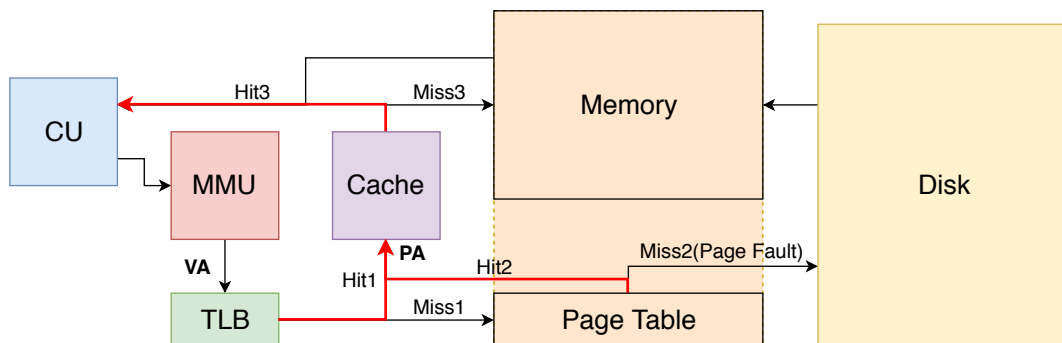 Hit3
Miss3
Memory
CU
MMU
Cache
Disk
VA
PA
Hit1
Hit2
Miss2(Page Fault)
TLB
Miss1
Page Table